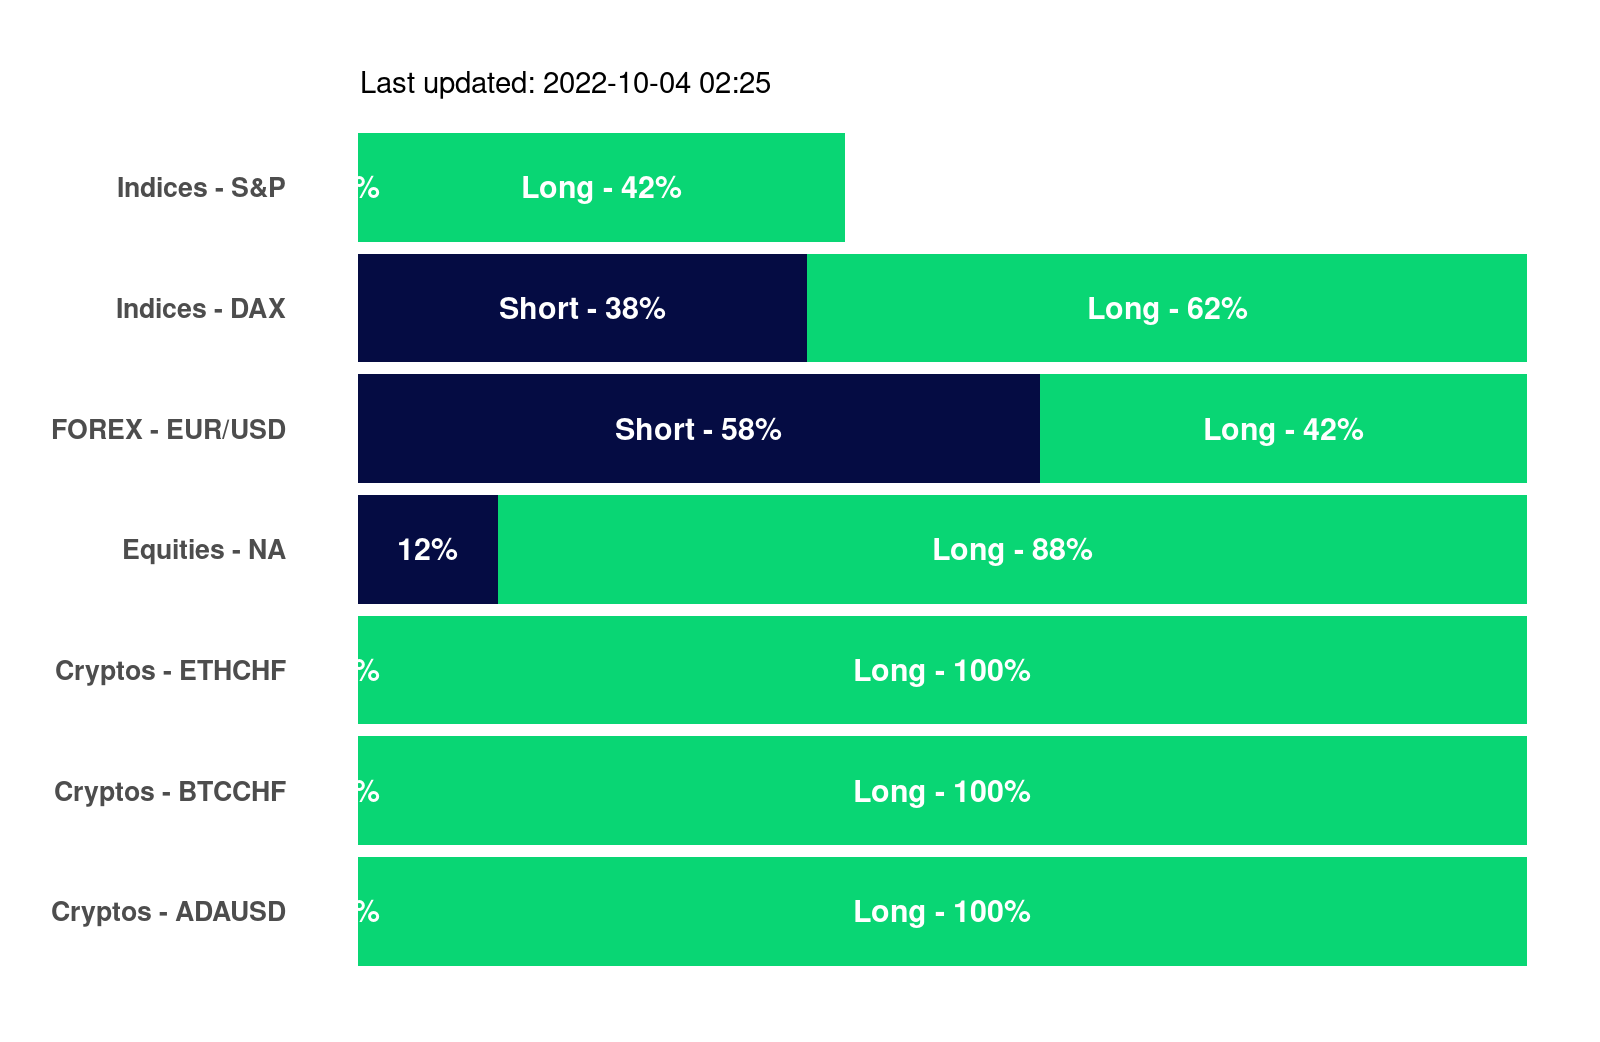 Last updated: 2022-10-04 02:25
Indices - S&P % Long - 42%
Indices - DAX Short - 38% Long - 62%
FOREX - EUR/USD Short - 58% Long - 42%
Equities - NA 12% Long - 88%
Cryptos - ETHCHF % Long - 100%
Cryptos - BTCCHF % Long - 100%
Cryptos - ADAUSD % Long - 100%